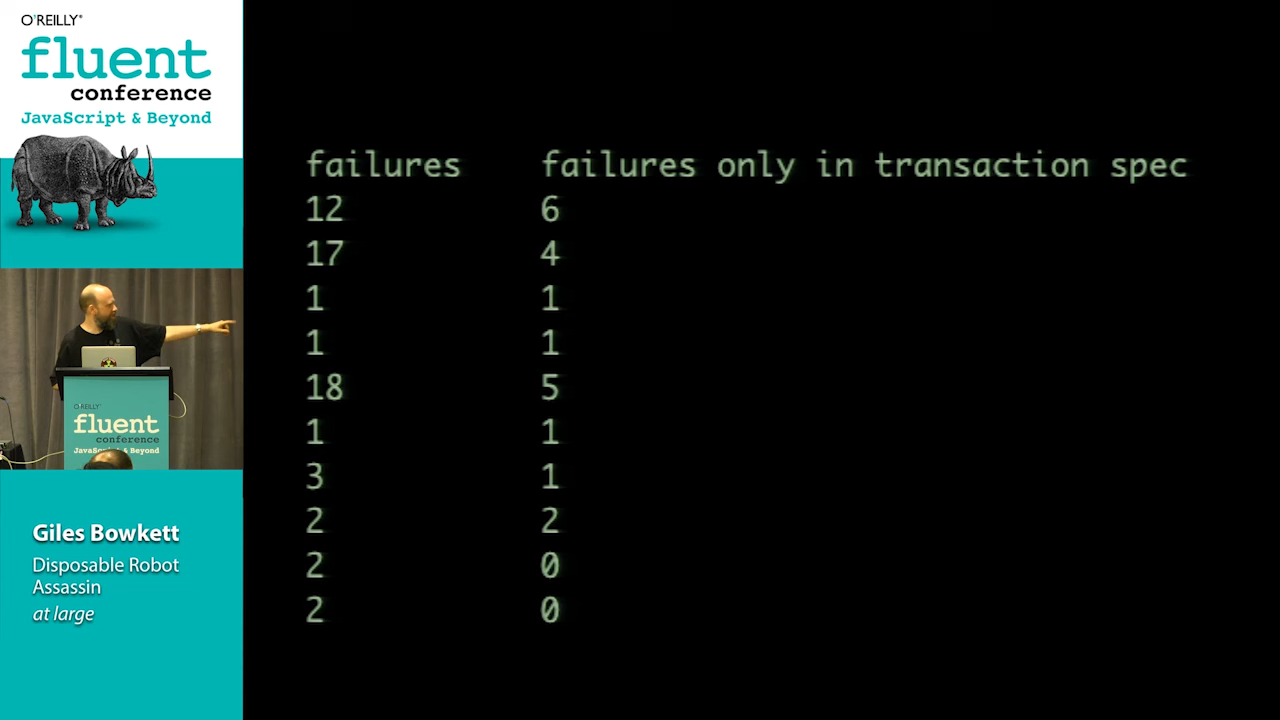 O'REILLY®
fluent
conference
JavaScript & Beyond
failures failures only in transaction spec
12 6
17 4
1 1
1 1
18 5
1 1
3 1
2 2
2 0
2 0
O'REILLY
fluent
conference
JavaScript & Beyond
Giles Bowkett
Disposable Robot
Assassin
at large